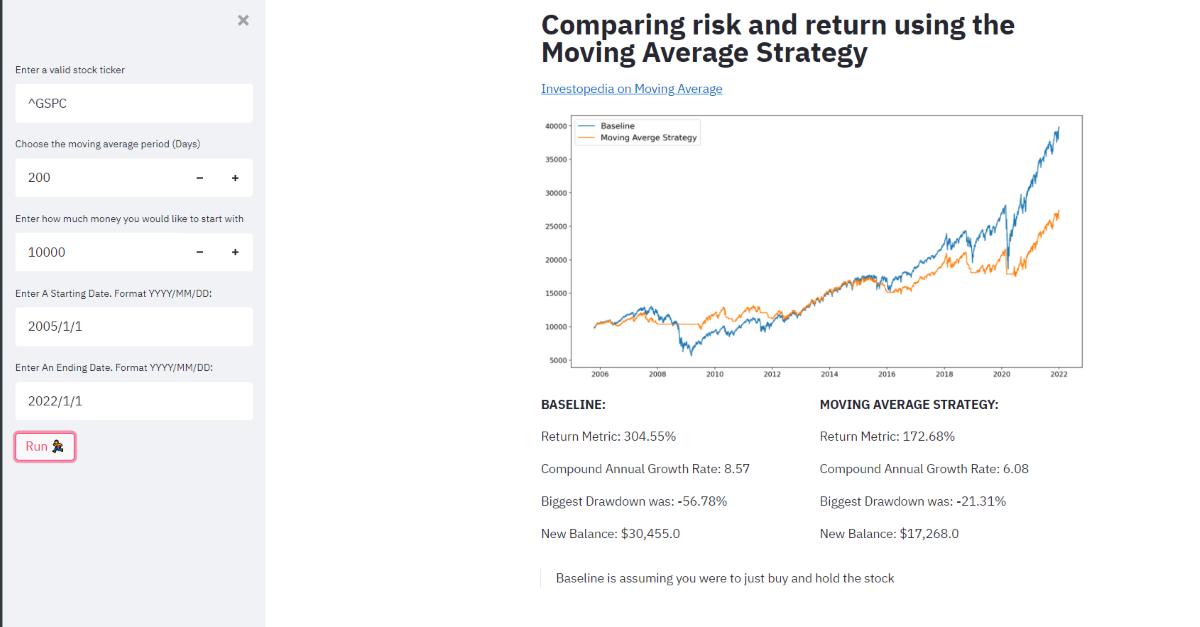 ×
Enter a valid stock ticker
^GSPC
Choose the moving average period (Days)
200
− +
Enter how much money you would like to start with
10000
− +
Enter A Starting Date. Format YYYY/MM/DD:
2005/1/1
Enter An Ending Date. Format YYYY/MM/DD:
2022/1/1
Run
Comparing risk and return using the
Moving Average Strategy
Investopedia on Moving Average
Baseline
Moving Averge Strategy
40000
35000
30000
25000
20000
15000
10000
5000
2006 2008 2010 2012 2014 2016 2018 2020 2022
BASELINE:
Return Metric: 304.55%
Compound Annual Growth Rate: 8.57
Biggest Drawdown was: -56.78%
New Balance: $30,455.0
MOVING AVERAGE STRATEGY:
Return Metric: 172.68%
Compound Annual Growth Rate: 6.08
Biggest Drawdown was: -21.31%
New Balance: $17,268.0
Baseline is assuming you were to just buy and hold the stock